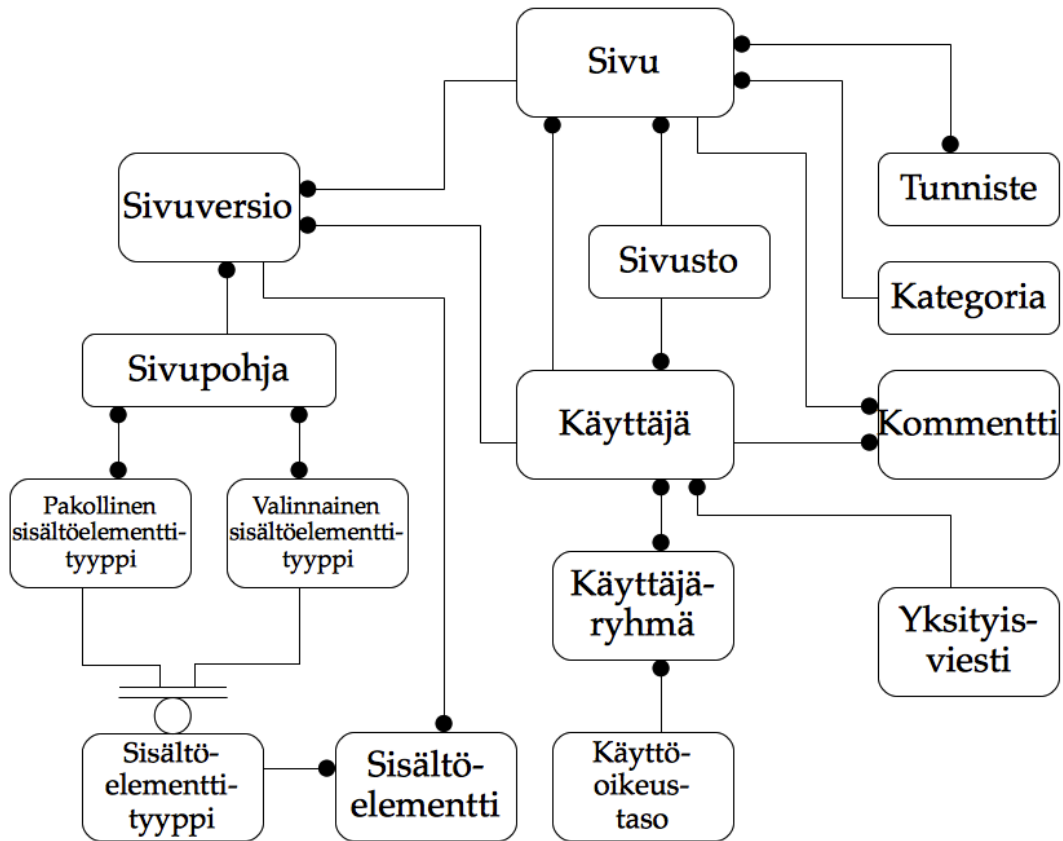 Sivu
Sivuversio
Tunniste
Sivusto
Kategoria
Sivupohja
Käyttäjä
Kommentti
Pakollinen
sisältöelementti-
tyyppi
Valinnainen
sisältöelementti-
tyyppi
Käyttäjä-
ryhmä
Yksityis-
viesti
Sisältö-
elementti-
tyyppi
Sisältö-
elementti
Käyttö-
oikeus-
taso